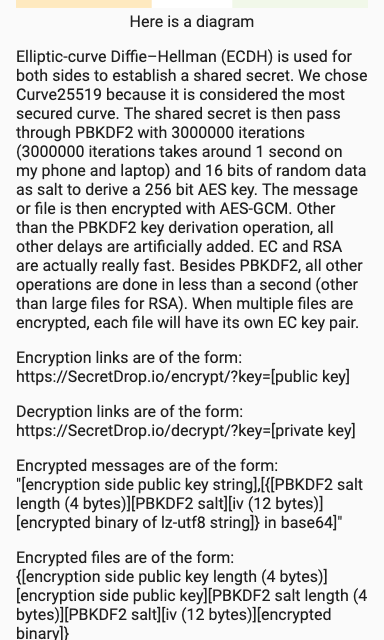 Here is a diagram
Elliptic-curve Diffie–Hellman (ECDH) is used for
both sides to establish a shared secret. We chose
Curve25519 because it is considered the most
secured curve. The shared secret is then pass
through PBKDF2 with 3000000 iterations
(3000000 iterations takes around 1 second on
my phone and laptop) and 16 bits of random data
as salt to derive a 256 bit AES key. The message
or file is then encrypted with AES-GCM. Other
than the PBKDF2 key derivation operation, all
other delays are artificially added. EC and RSA
are actually really fast. Besides PBKDF2, all other
operations are done in less than a second (other
than large files for RSA). When multiple files are
encrypted, each file will have its own EC key pair.
Encryption links are of the form:
https://SecretDrop.io/encrypt/?key=[public key]
Decryption links are of the form:
https://SecretDrop.io/decrypt/?key=[private key]
Encrypted messages are of the form:
"[encryption side public key string],[{[PBKDF2 salt
length (4 bytes)][PBKDF2 salt][iv (12 bytes)]
[encrypted binary of lz-utf8 string]} in base64]"
Encrypted files are of the form:
{[encryption side public key length (4 bytes)]
[encryption side public key][PBKDF2 salt length (4
bytes)][PBKDF2 salt][iv (12 bytes)][encrypted
binary]}